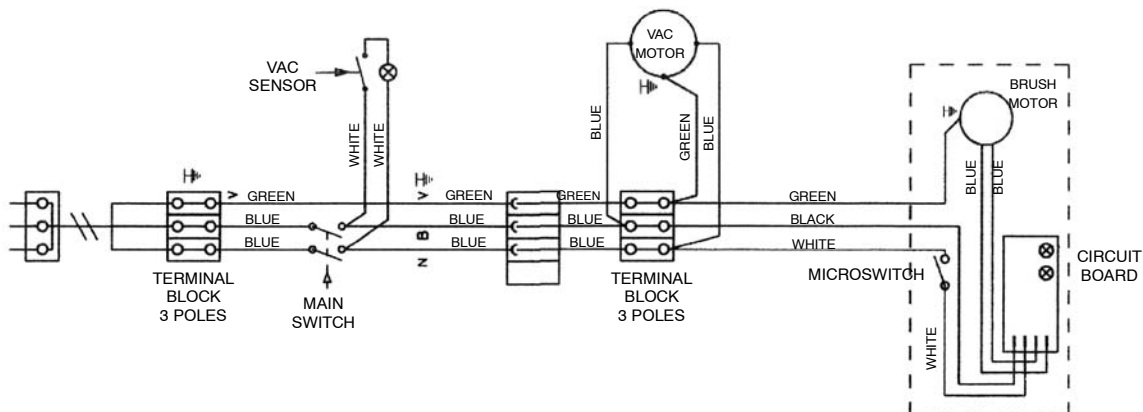 VAC
MOTOR
VAC
SENSOR
BRUSH
MOTOR
WHITE
WHITE
BLUE
GREEN
BLUE
BLUE
BLUE
V
GREEN
V
GREEN
GREEN
GREEN
BLUE
B
BLUE
BLUE
BLACK
BLUE
N
BLUE
BLUE
WHITE
TERMINAL
BLOCK
3 POLES
MAIN
SWITCH
TERMINAL
BLOCK
3 POLES
MICROSWITCH
CIRCUIT
BOARD
WHITE